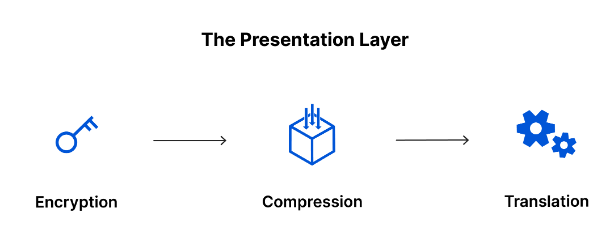 The Presentation Layer
Encryption
Compression
Translation